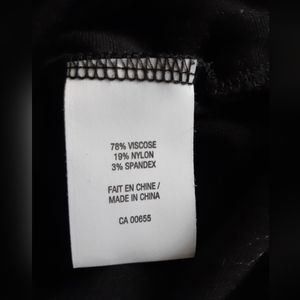 78% VISCOSE
19% NYLON
3% SPANDEX
FAIT EN CHINE /
MADE IN CHINA
CA 00655